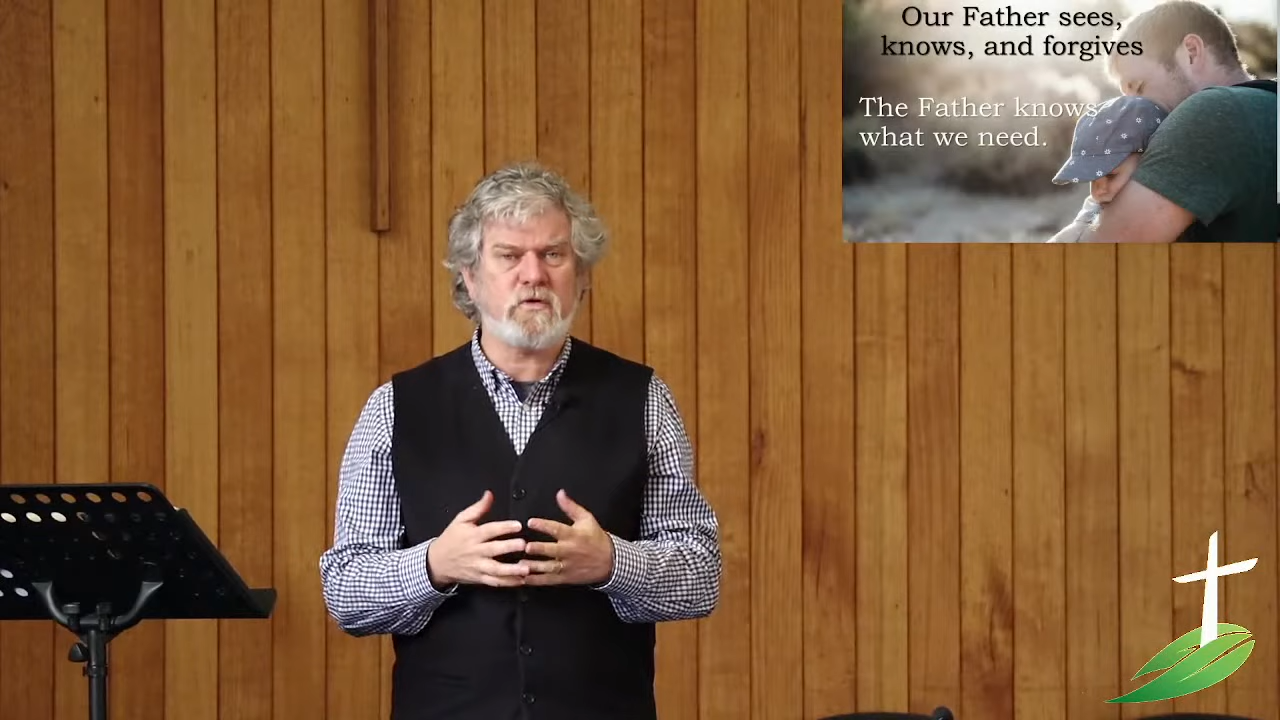 Our Father sees,
knows, and forgives
The Father knows
what we need.